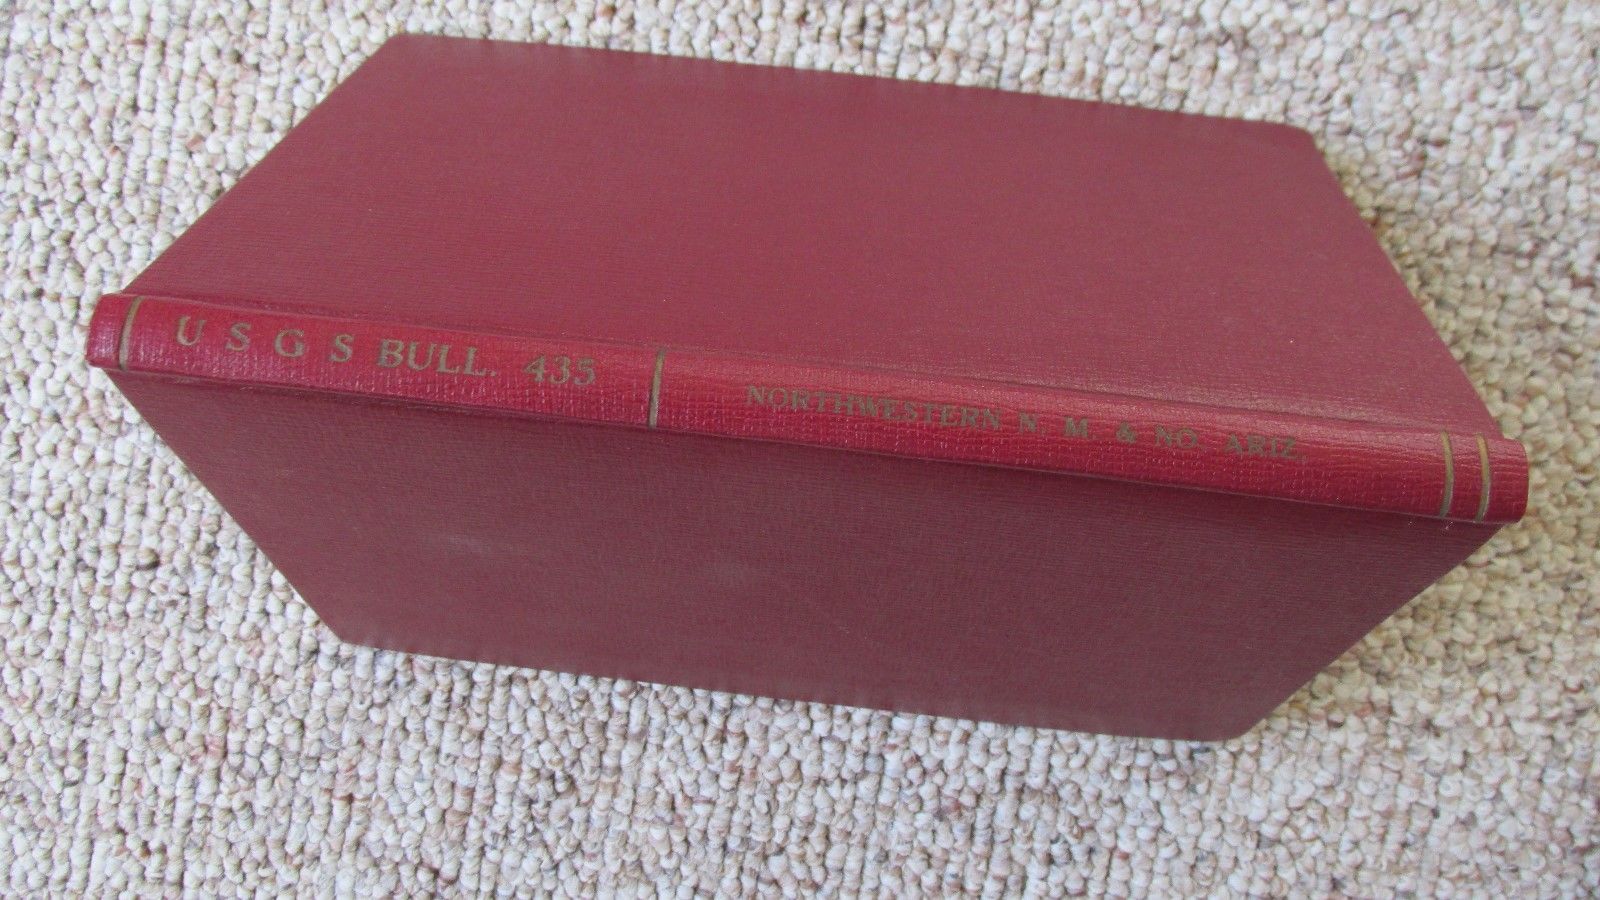 U S G S BULL. 435
NORTHWESTERN N. M. & NO. ARIZ.